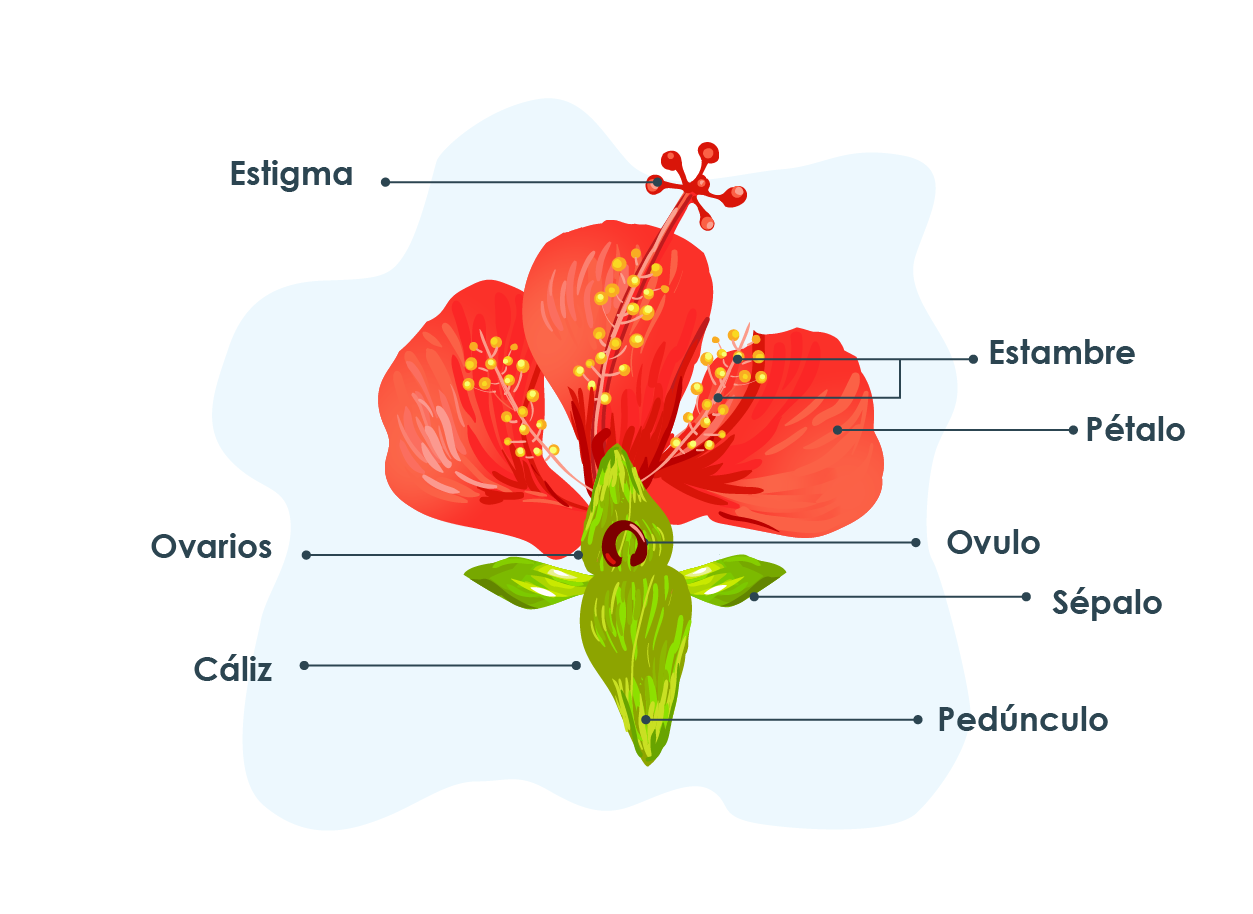 Estigma
Estambre
Pétalo
Ovarios
Ovulo
Sépalo
Cáliz
Pedúnculo